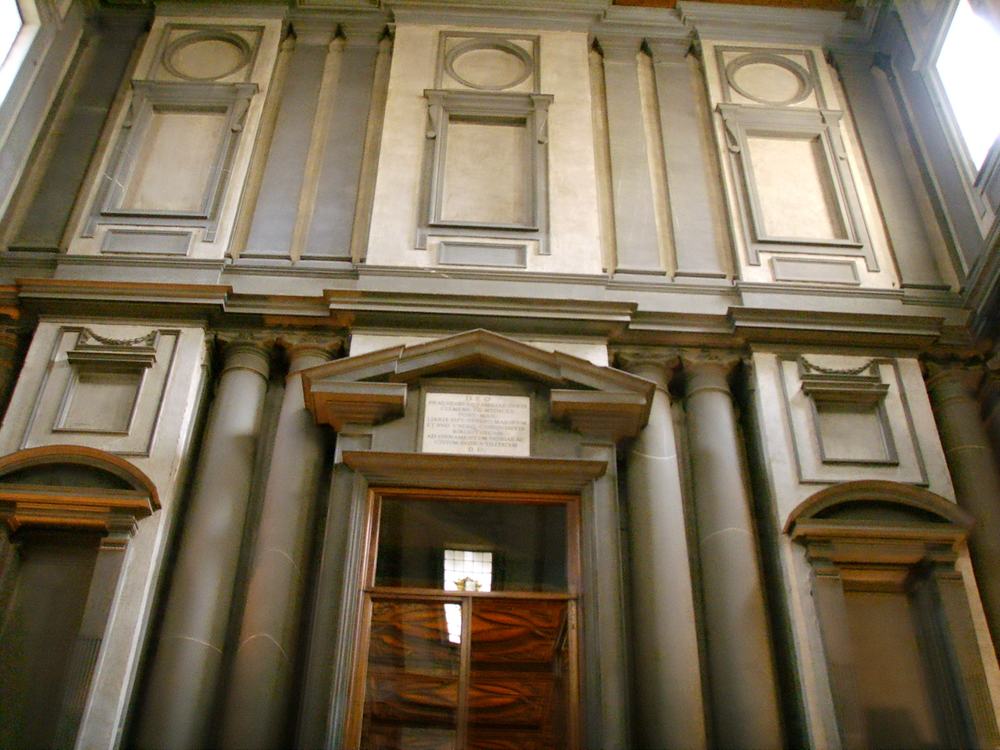 DEO
PRAESIDIBVSQ FAMILIAE DIVIS
CLEMENS VII MEDICES
PONT MAX
LIBRIS OPT STVDIO MAIORVM
ET SVO VNDIQ CONQVISITIS
BIBLIOTHECAM
AD ORNAMENTVM PATRIAE AC
CIVIVM SVOR VTILITATEM
D D